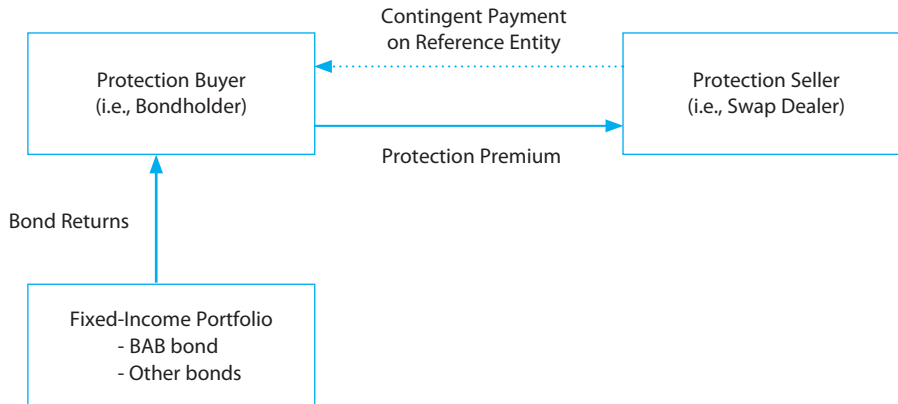 Contingent Payment
on Reference Entity
Protection Buyer
(i.e., Bondholder)
Protection Seller
(i.e., Swap Dealer)
Protection Premium
Bond Returns
Fixed-Income Portfolio
- BAB bond
- Other bonds